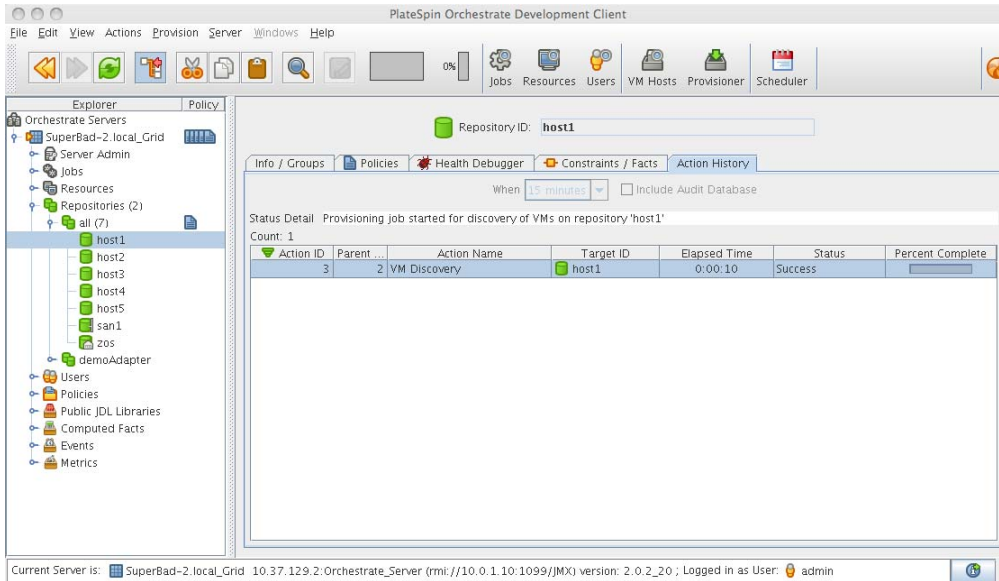 PlateSpin Orchestrate Development Client
File Edit View Actions Provision Server Windows Help
0% Jobs Resources Users VM Hosts Provisioner Scheduler
Explorer Policy
Orchestrate Servers
SuperBad-2.local_Grid
Server Admin
Jobs
Resources
Repositories (2)
all (7)
host1
host2
host3
host4
host5
san1
zos
demoAdapter
Users
Policies
Public JDL Libraries
Computed Facts
Events
Metrics
Repository ID: host1
Info / Groups Policies Health Debugger Constraints / Facts Action History
When 15 minutes Include Audit Database
Status Detail Provisioning job started for discovery of VMs on repository 'host1'
Count: 1
Action ID Parent ... Action Name Target ID Elapsed Time Status Percent Complete
3 2 VM Discovery host1 0:00:10 Success
Current Server is: SuperBad-2.local_Grid 10.37.129.2:Orchestrate_Server (rmi://10.0.1.10:1099/JMX) version: 2.0.2_20 ; Logged in as User: admin